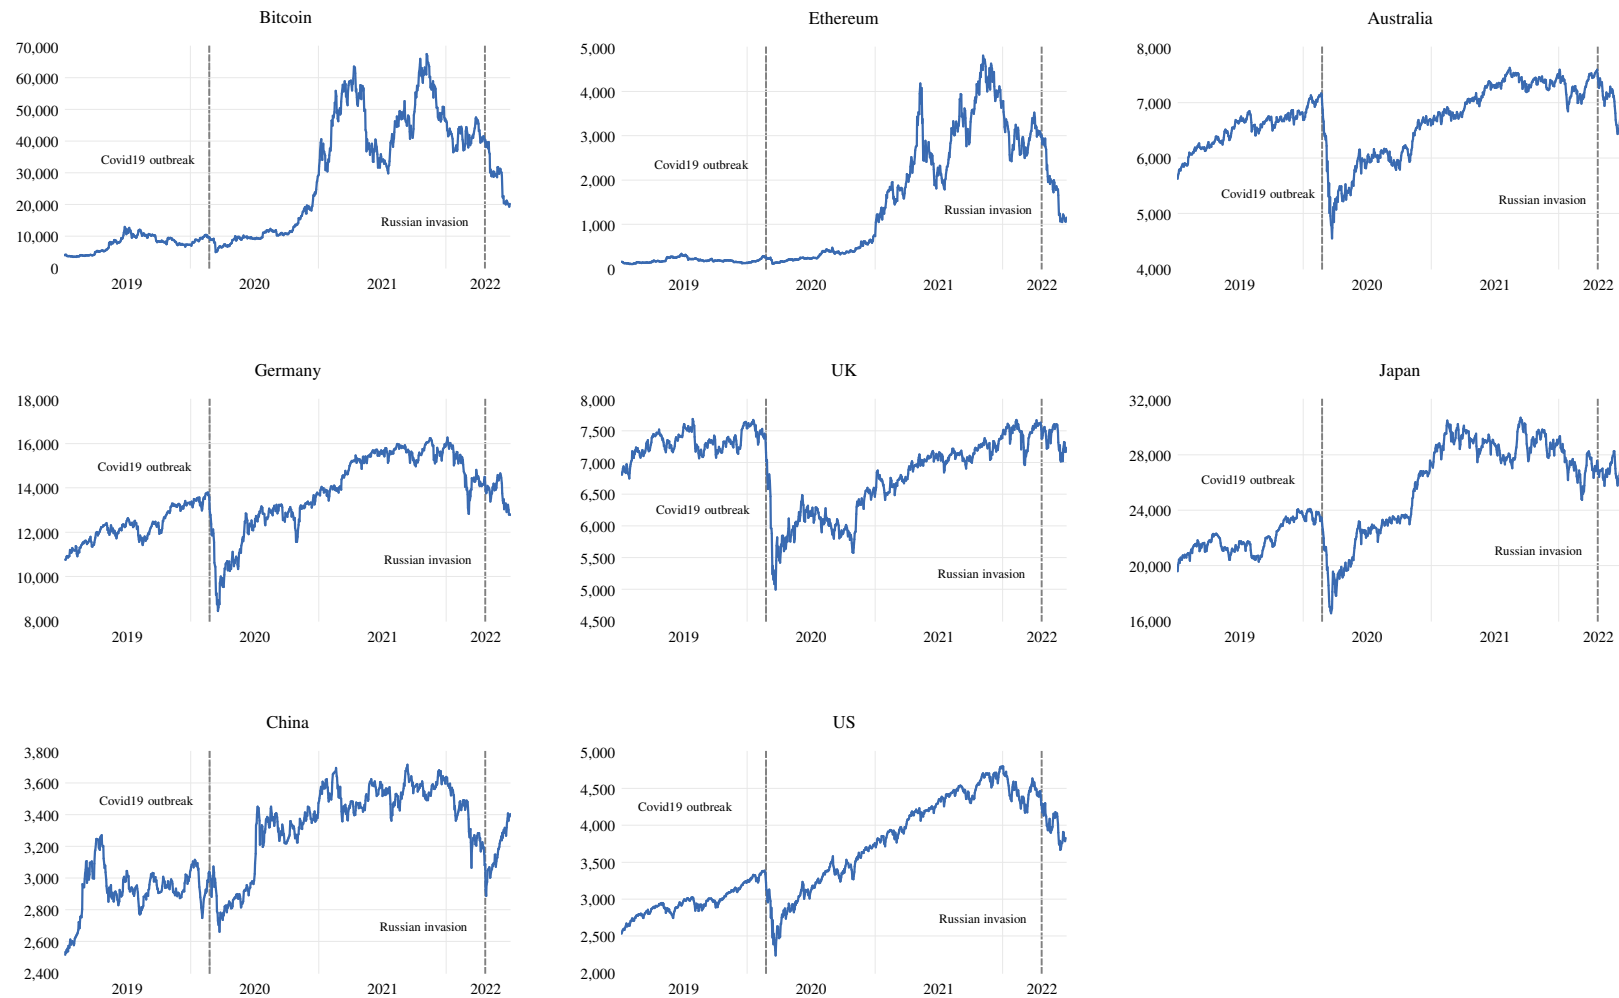 Bitcoin
70,000
60,000
50,000
40,000
30,000
20,000
10,000
0
Covid19 outbreak
Russian invasion
2019 2020 2021 2022
Ethereum
5,000
4,000
3,000
2,000
1,000
0
Covid19 outbreak
Russian invasion
2019 2020 2021 2022
Australia
8,000
7,000
6,000
5,000
4,000
Covid19 outbreak
Russian invasion
2019 2020 2021 2022
Germany
18,000
16,000
14,000
12,000
10,000
8,000
Covid19 outbreak
Russian invasion
2019 2020 2021 2022
UK
8,000
7,500
7,000
6,500
6,000
5,500
5,000
4,500
Covid19 outbreak
Russian invasion
2019 2020 2021 2022
Japan
32,000
28,000
24,000
20,000
16,000
Covid19 outbreak
Russian invasion
2019 2020 2021 2022
China
3,800
3,600
3,400
3,200
3,000
2,800
2,600
2,400
Covid19 outbreak
Russian invasion
2019 2020 2021 2022
US
5,000
4,500
4,000
3,500
3,000
2,500
2,000
Covid19 outbreak
Russian invasion
2019 2020 2021 2022